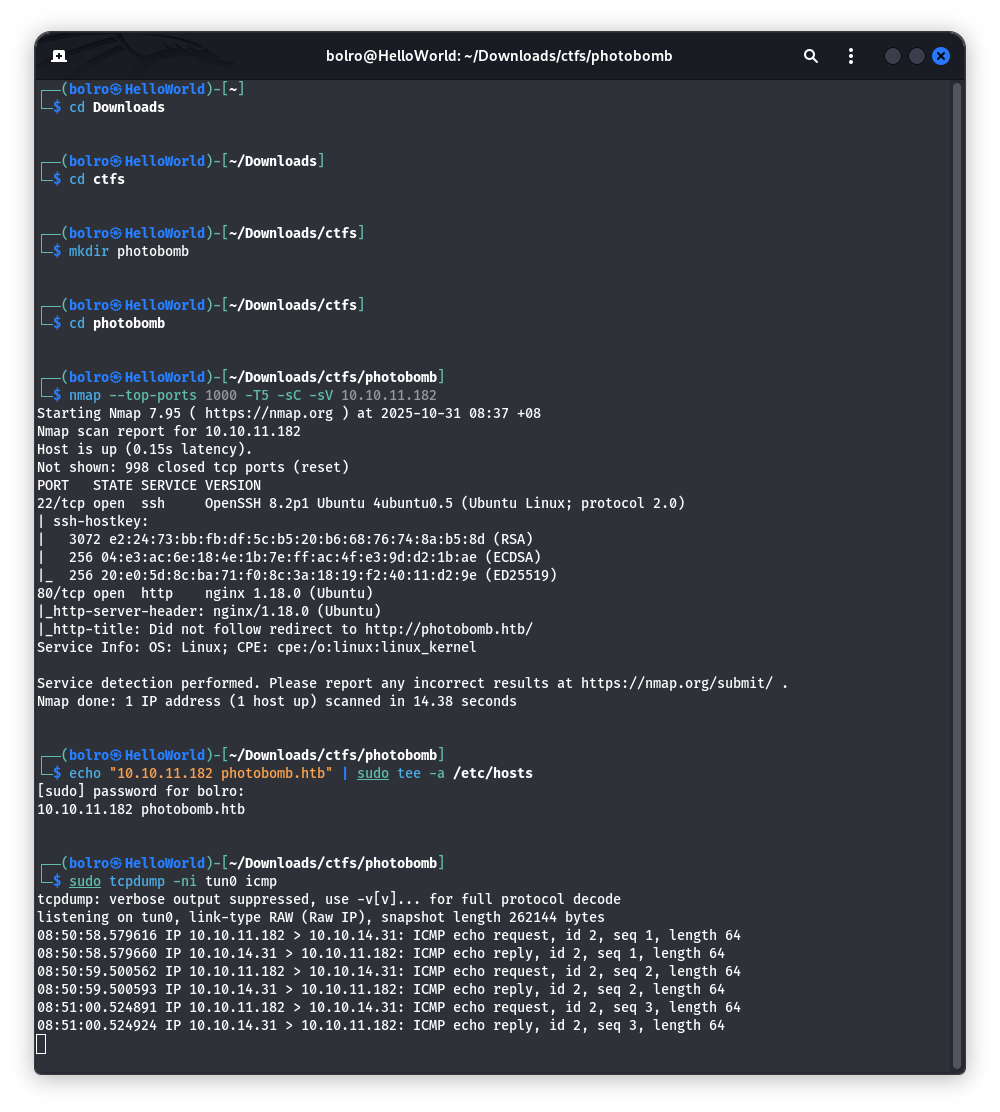 bolro@HelloWorld: ~/Downloads/ctfs/photobomb
┌──(bolro㉿HelloWorld)-[~]
└─$ cd Downloads
┌──(bolro㉿HelloWorld)-[~/Downloads]
└─$ cd ctfs
┌──(bolro㉿HelloWorld)-[~/Downloads/ctfs]
└─$ mkdir photobomb
┌──(bolro㉿HelloWorld)-[~/Downloads/ctfs]
└─$ cd photobomb
┌──(bolro㉿HelloWorld)-[~/Downloads/ctfs/photobomb]
└─$ nmap --top-ports 1000 -T5 -sC -sV 10.10.11.182
Starting Nmap 7.95 ( https://nmap.org ) at 2025-10-31 08:37 +08
Nmap scan report for 10.10.11.182
Host is up (0.15s latency).
Not shown: 998 closed tcp ports (reset)
PORT   STATE SERVICE VERSION
22/tcp open  ssh     OpenSSH 8.2p1 Ubuntu 4ubuntu0.5 (Ubuntu Linux; protocol 2.0)
| ssh-hostkey:
|   3072 e2:24:73:bb:fb:df:5c:b5:20:b6:68:76:74:8a:b5:8d (RSA)
|   256 04:e3:ac:6e:18:4e:1b:7e:ff:ac:4f:e3:9d:d2:1b:ae (ECDSA)
|_  256 20:e0:5d:8c:ba:71:f0:8c:3a:18:19:f2:40:11:d2:9e (ED25519)
80/tcp open  http    nginx 1.18.0 (Ubuntu)
|_http-server-header: nginx/1.18.0 (Ubuntu)
|_http-title: Did not follow redirect to http://photobomb.htb/
Service Info: OS: Linux; CPE: cpe:/o:linux:linux_kernel
Service detection performed. Please report any incorrect results at https://nmap.org/submit/ .
Nmap done: 1 IP address (1 host up) scanned in 14.38 seconds
┌──(bolro㉿HelloWorld)-[~/Downloads/ctfs/photobomb]
└─$ echo "10.10.11.182 photobomb.htb" | sudo tee -a /etc/hosts
[sudo] password for bolro:
10.10.11.182 photobomb.htb
┌──(bolro㉿HelloWorld)-[~/Downloads/ctfs/photobomb]
└─$ sudo tcpdump -ni tun0 icmp
tcpdump: verbose output suppressed, use -v[v]... for full protocol decode
listening on tun0, link-type RAW (Raw IP), snapshot length 262144 bytes
08:50:58.579616 IP 10.10.11.182 > 10.10.14.31: ICMP echo request, id 2, seq 1, length 64
08:50:58.579660 IP 10.10.14.31 > 10.10.11.182: ICMP echo reply, id 2, seq 1, length 64
08:50:59.500562 IP 10.10.11.182 > 10.10.14.31: ICMP echo request, id 2, seq 2, length 64
08:50:59.500593 IP 10.10.14.31 > 10.10.11.182: ICMP echo reply, id 2, seq 2, length 64
08:51:00.524891 IP 10.10.11.182 > 10.10.14.31: ICMP echo request, id 2, seq 3, length 64
08:51:00.524924 IP 10.10.14.31 > 10.10.11.182: ICMP echo reply, id 2, seq 3, length 64